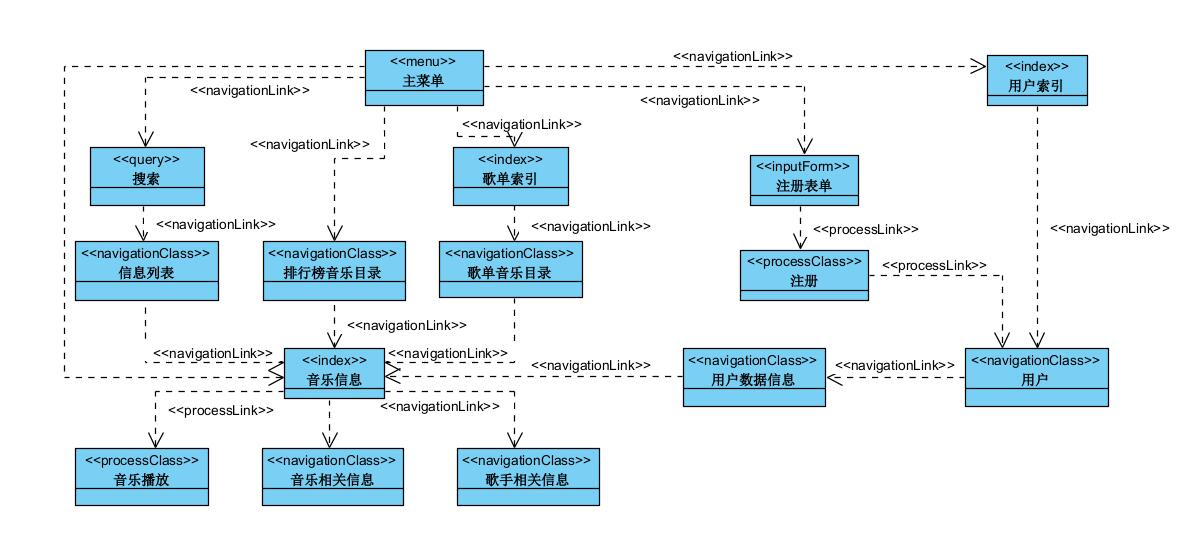 <<menu>>
主菜单
<<navigationLink>>
<<index>>
用户索引
<<navigationLink>>
<<navigationLink>>
<<navigationLink>>
<<navigationLink>>
<<query>>
搜索
<<index>>
歌单索引
<<inputForm>>
注册表单
<<navigationLink>>
<<navigationLink>>
<<processLink>>
<<navigationLink>>
<<navigationClass>>
信息列表
<<navigationClass>>
排行榜音乐目录
<<navigationClass>>
歌单音乐目录
<<processClass>>
注册
<<processLink>>
<<navigationLink>>
<<navigationLink>>
<<navigationLink>>
<<index>>
音乐信息
<<navigationLink>>
<<navigationClass>>
用户数据信息
<<navigationLink>>
<<navigationClass>>
用户
<<processLink>>
<<navigationLink>>
<<processClass>>
音乐播放
<<navigationClass>>
音乐相关信息
<<navigationClass>>
歌手相关信息